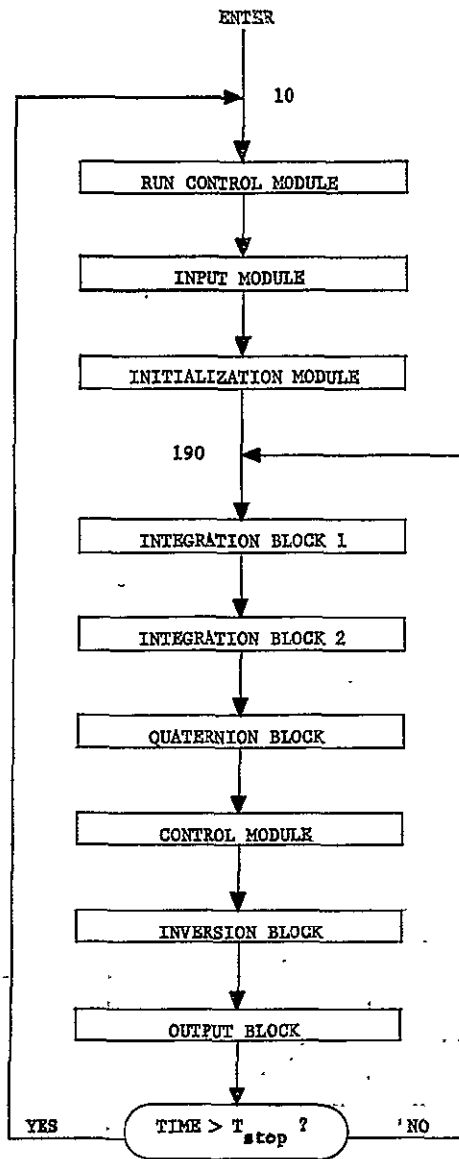 ENTER
10
RUN CONTROL MODULE
INPUT MODULE
INITIALIZATION MODULE
190
INTEGRATION BLOCK 1
INTEGRATION BLOCK 2
QUATERNION BLOCK
CONTROL MODULE
INVERSION BLOCK
OUTPUT BLOCK
YES TIME > T stop ? NO